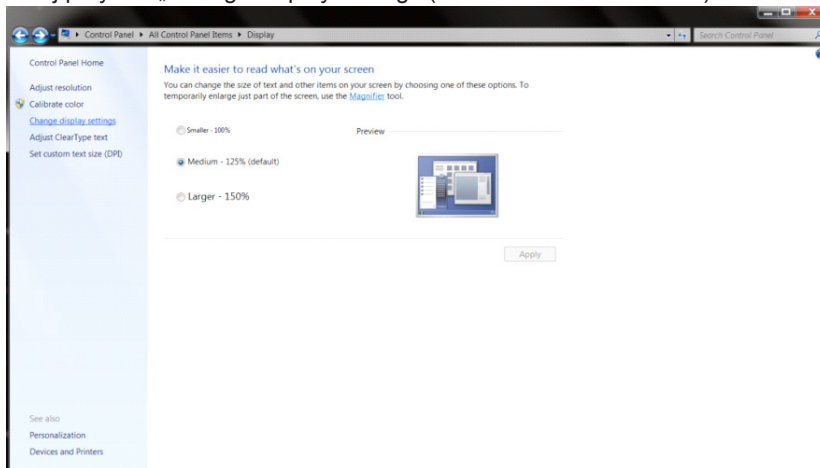 Control Panel ▸ All Control Panel Items ▸ Display
Search Control Panel
Control Panel Home
Adjust resolution
Calibrate color
Change display settings
Adjust ClearType text
Set custom text size (DPI)
Make it easier to read what's on your screen
You can change the size of text and other items on your screen by choosing one of these options. To
temporarily enlarge just part of the screen, use the Magnifier tool.
Smaller - 100%
Preview
Medium - 125% (default)
Larger - 150%
Apply
See also
Personalization
Devices and Printers